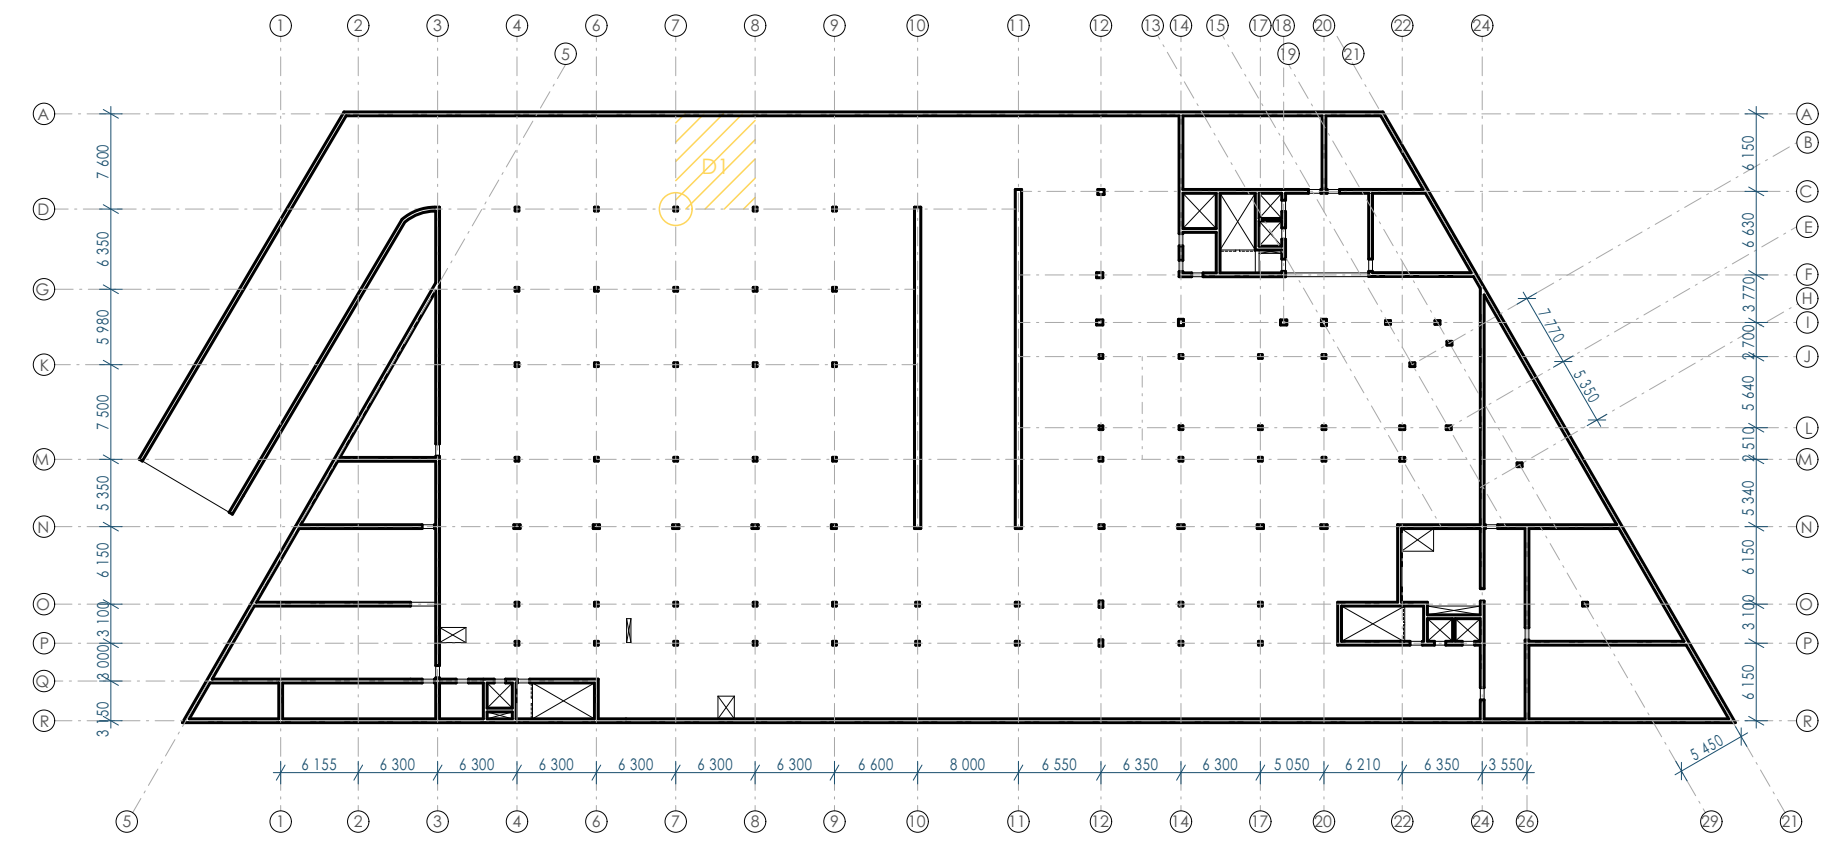 1 2 3 4 6 7 8 9 10 11 12 13 14 15 17 18 20 22 24
5 19 21
A A
B
7 600 6 150
D1
C
D
E
6 350 6 630
F
G
H
3 770
I
5 980 7 770
2 700
J
K
5 350
5 640
7 500
L
2 510
M M
5 350 5 340
N N
6 150 6 150
O O
3 100 3 100
P P
3 000
Q
6 150
3 150
R R
5 450
6 155 6 300 6 300 6 300 6 300 6 300 6 300 6 600 8 000 6 550 6 350 6 300 5 050 6 210 6 350 3 550
5 1 2 3 4 6 7 8 9 10 11 12 14 17 20 22 24 26 29 21